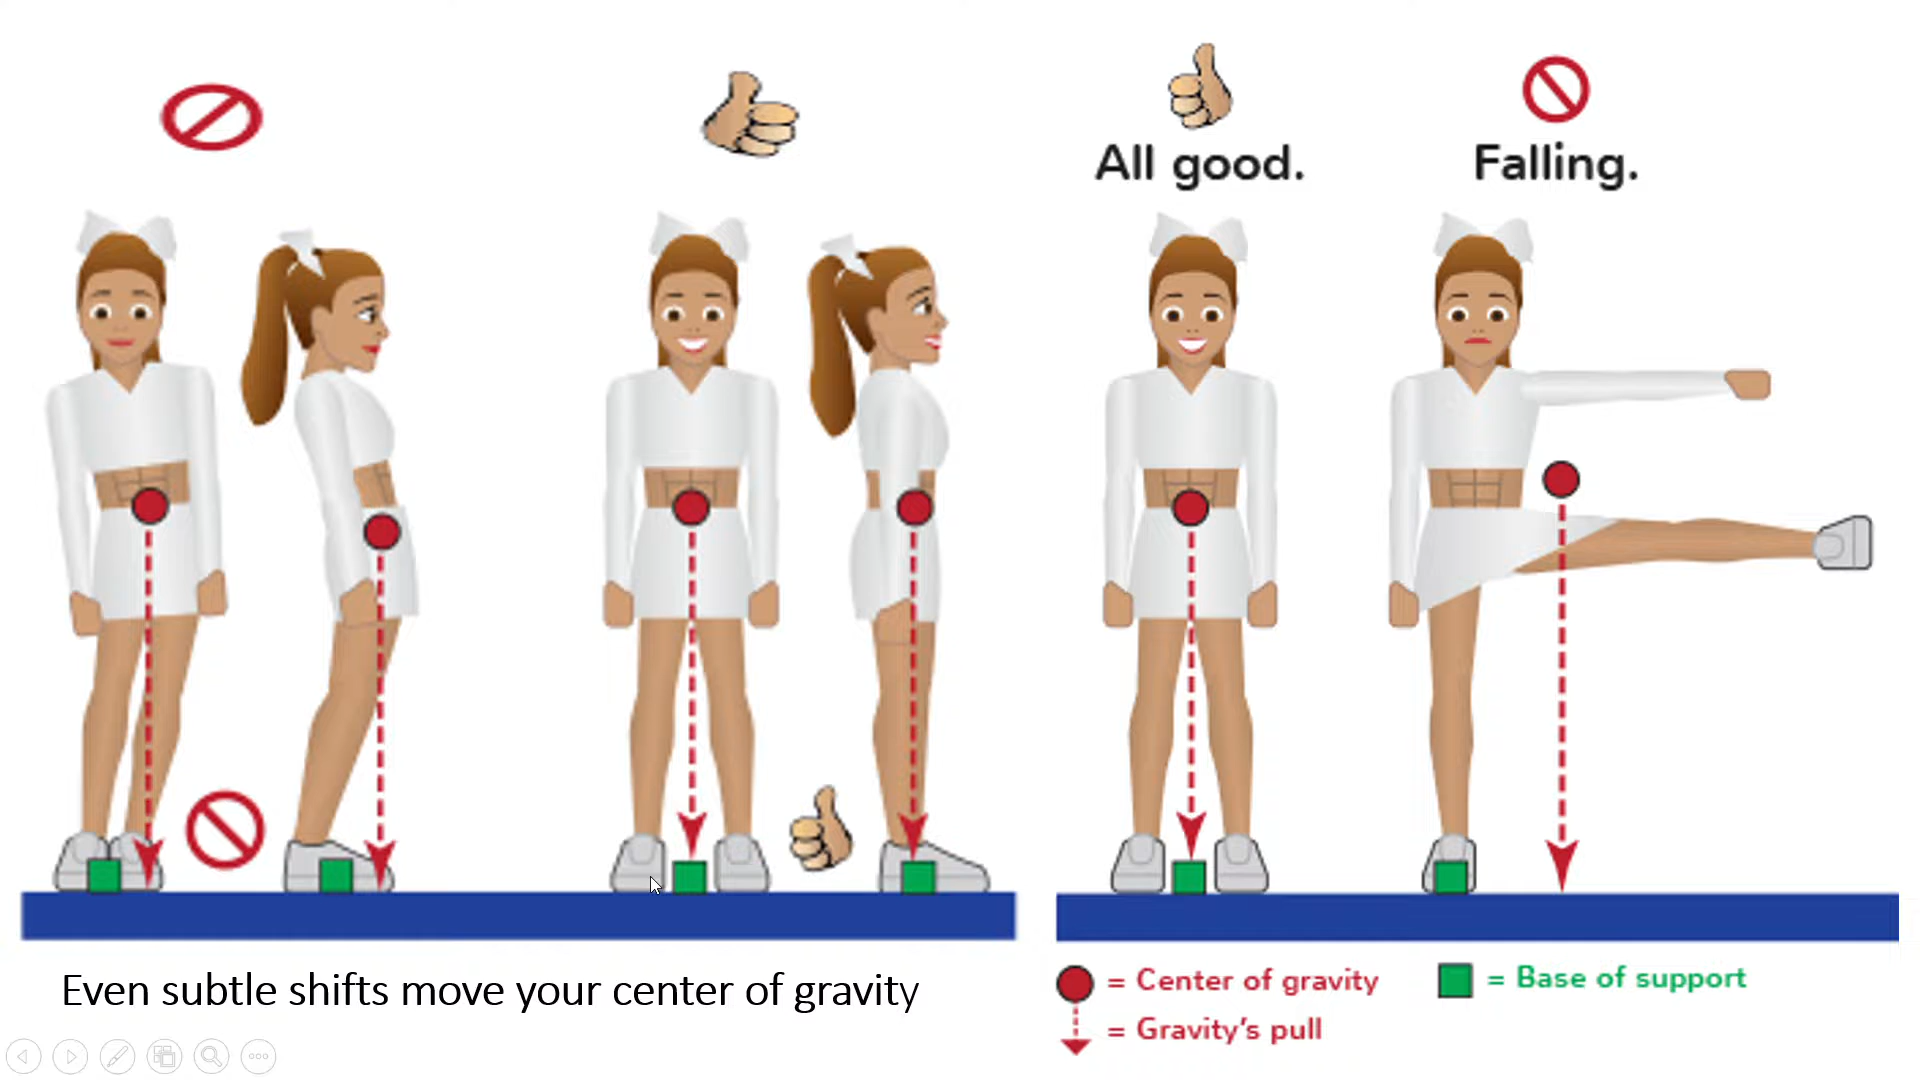 All good.
Falling.
Even subtle shifts move your center of gravity
= Center of gravity
= Base of support
= Gravity's pull